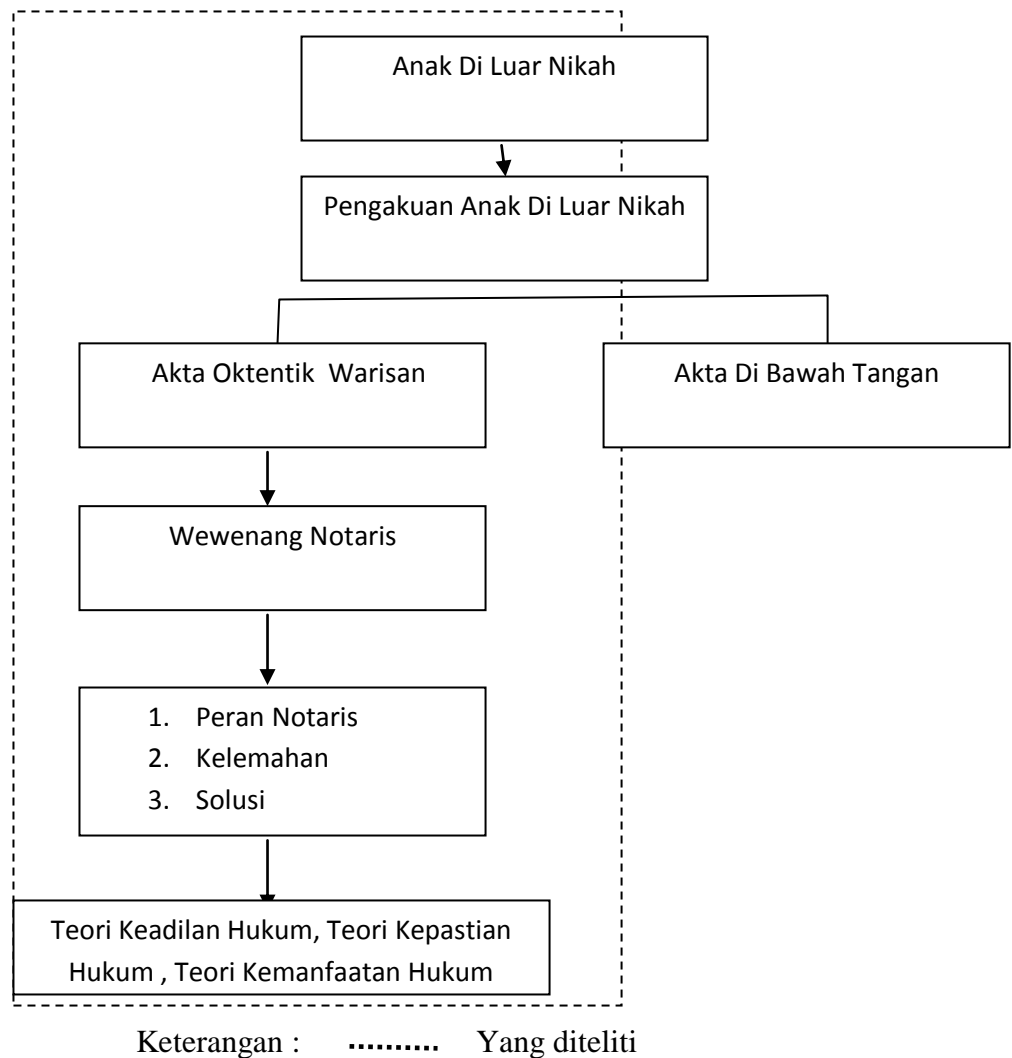 Anak Di Luar Nikah
Pengakuan Anak Di Luar Nikah
Akta Oktentik Warisan
Akta Di Bawah Tangan
Wewenang Notaris
1. Peran Notaris
2. Kelemahan
3. Solusi
Teori Keadilan Hukum, Teori Kepastian
Hukum , Teori Kemanfaatan Hukum
Keterangan : ......... Yang diteliti